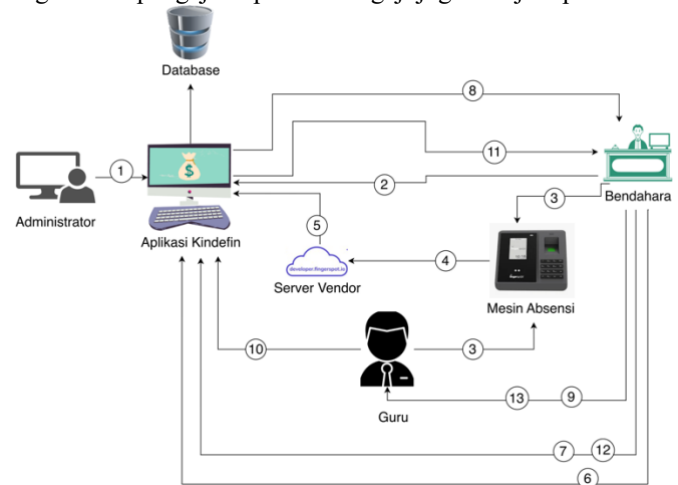 Database
8
11
1
2
3
5
Administrator
Aplikasi Kindefin
Bendahara
4
developer.fingerspot.io
Server Vendor
Mesin Absensi
10
3
13
9
Guru
7
12
6